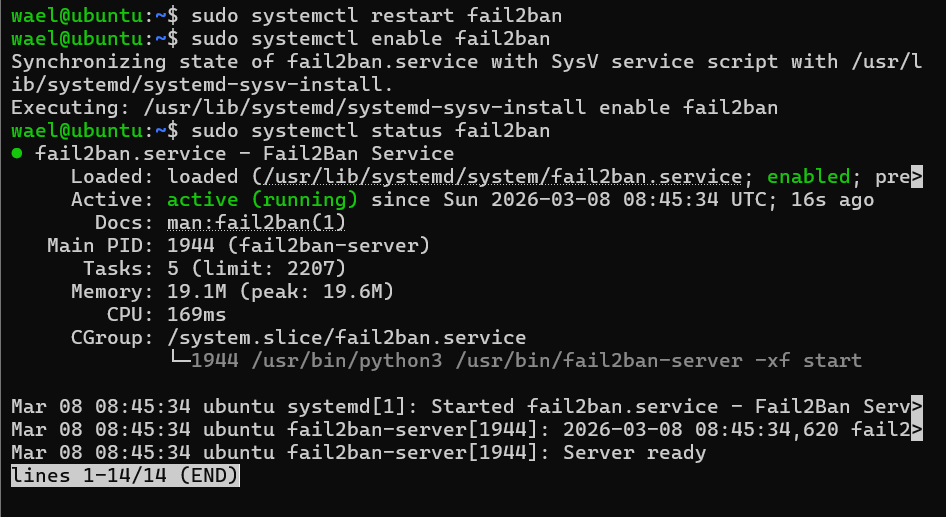 wael@ubuntu:~$ sudo systemctl restart fail2ban
wael@ubuntu:~$ sudo systemctl enable fail2ban
Synchronizing state of fail2ban.service with SysV service script with /usr/l
ib/systemd/systemd-sysv-install.
Executing: /usr/lib/systemd/systemd-sysv-install enable fail2ban
wael@ubuntu:~$ sudo systemctl status fail2ban
● fail2ban.service - Fail2Ban Service
     Loaded: loaded (/usr/lib/systemd/system/fail2ban.service; enabled; pre>
     Active: active (running) since Sun 2026-03-08 08:45:34 UTC; 16s ago
       Docs: man:fail2ban(1)
   Main PID: 1944 (fail2ban-server)
      Tasks: 5 (limit: 2207)
     Memory: 19.1M (peak: 19.6M)
        CPU: 169ms
     CGroup: /system.slice/fail2ban.service
             └─1944 /usr/bin/python3 /usr/bin/fail2ban-server -xf start

Mar 08 08:45:34 ubuntu systemd[1]: Started fail2ban.service - Fail2Ban Serv>
Mar 08 08:45:34 ubuntu fail2ban-server[1944]: 2026-03-08 08:45:34,620 fail2>
Mar 08 08:45:34 ubuntu fail2ban-server[1944]: Server ready
lines 1-14/14 (END)